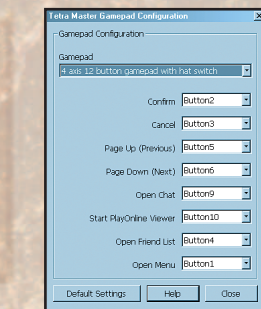 Tetra Master Gamepad Configuration
Gamepad Configuration
Gamepad
4 axis 12 button gamepad with hat switch
Confirm Button2
Cancel Button3
Page Up (Previous) Button5
Page Down (Next) Button6
Open Chat Button9
Start PlayOnline Viewer Button10
Open Friend List Button4
Open Menu Button1
Default Settings Help Close